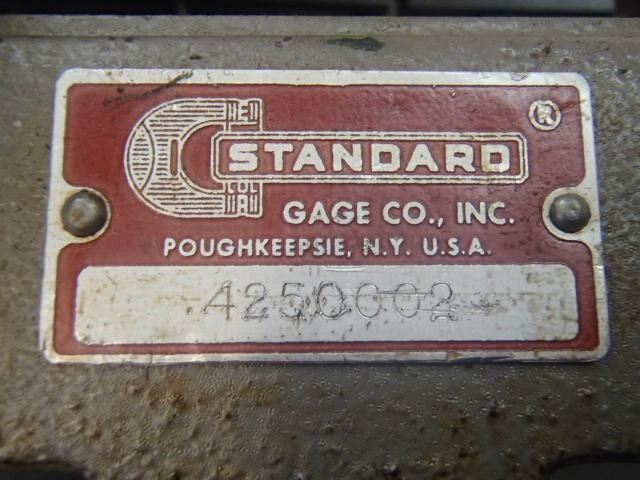 ®
STANDARD
GAGE CO., INC.
POUGHKEEPSIE, N.Y. U.S.A.
4250002